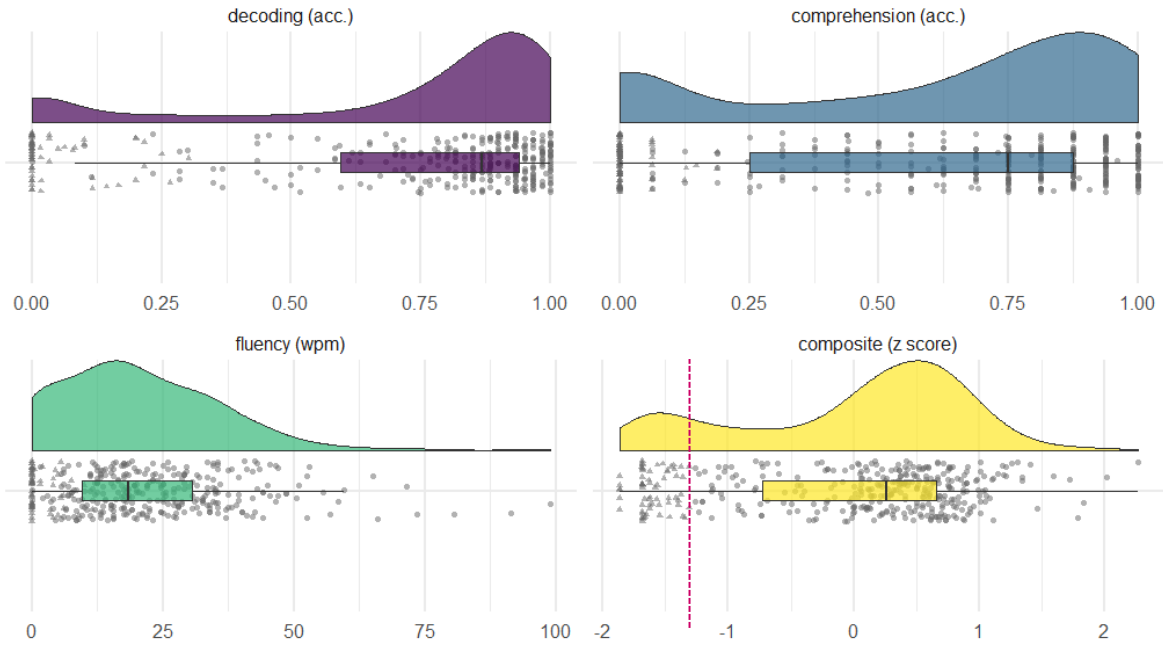 decoding (acc.)
comprehension (acc.)
0.00 0.25 0.50 0.75 1.00
0.00 0.25 0.50 0.75 1.00
fluency (wpm)
composite (z score)
0 25 50 75 100
-2 -1 0 1 2